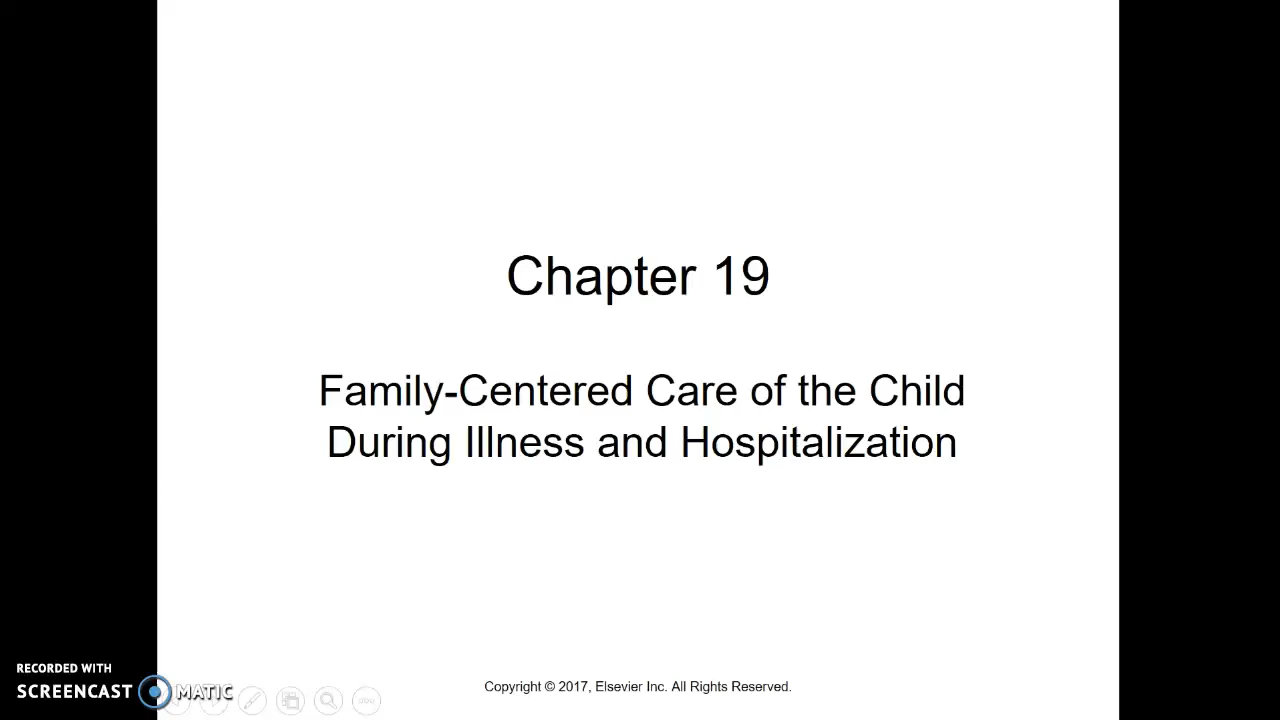 Chapter 19
Family-Centered Care of the Child
During Illness and Hospitalization
RECORDED WITH
SCREENCAST MATIC
Copyright © 2017, Elsevier Inc. All Rights Reserved.